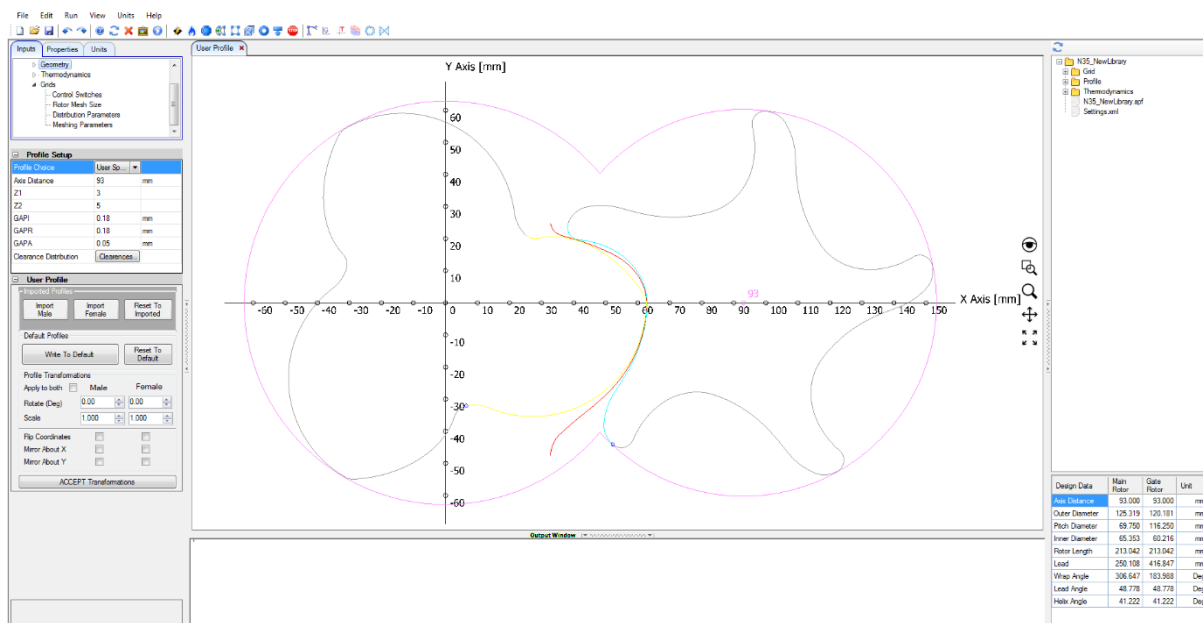 File Edit Run View Units Help
Inputs Properties Units
Geometry
Thermodynamics
Grids
Control Switches
Rotor Mesh Size
Distribution Parameters
Meshing Parameters
Profile Setup
Profile Choice User Sp...
Axis Distance 93 mm
Z1 3
Z2 5
GAPI 0.18 mm
GAPR 0.18 mm
GAPA 0.05 mm
Clearance Distribution Clearences...
User Profile
Imported Profiles
Import Male Import Female Reset To Imported
Default Profiles
Write To Default Reset To Default
Profile Transformations
Apply to both Male Female
Rotate (Deg) 0.00 0.00
Scale 1.000 1.000
Flip Coordinates
Mirror About X
Mirror About Y
ACCEPT Transformations
User Profile
Y Axis [mm]
60
50
40
30
20
10
93
X Axis [mm]
-60 -50 -40 -30 -20 -10 0 10 20 30 40 50 60 70 80 90 100 110 120 130 140 150
-10
-20
-30
-40
-50
-60
Output Window
N35_NewLibrary
Grid
Profile
Thermodynamics
N35_NewLibrary.spf
Settings.xml
Design Data Main Rotor Gate Rotor Unit
Axis Distance 93.000 93.000 mm
Outer Diameter 125.319 120.181 mm
Pitch Diameter 69.750 116.250 mm
Inner Diameter 65.353 60.216 mm
Rotor Length 213.042 213.042 mm
Lead 250.108 416.847 mm
Wrap Angle 306.647 183.988 Deg
Lead Angle 48.778 48.778 Deg
Helix Angle 41.222 41.222 Deg